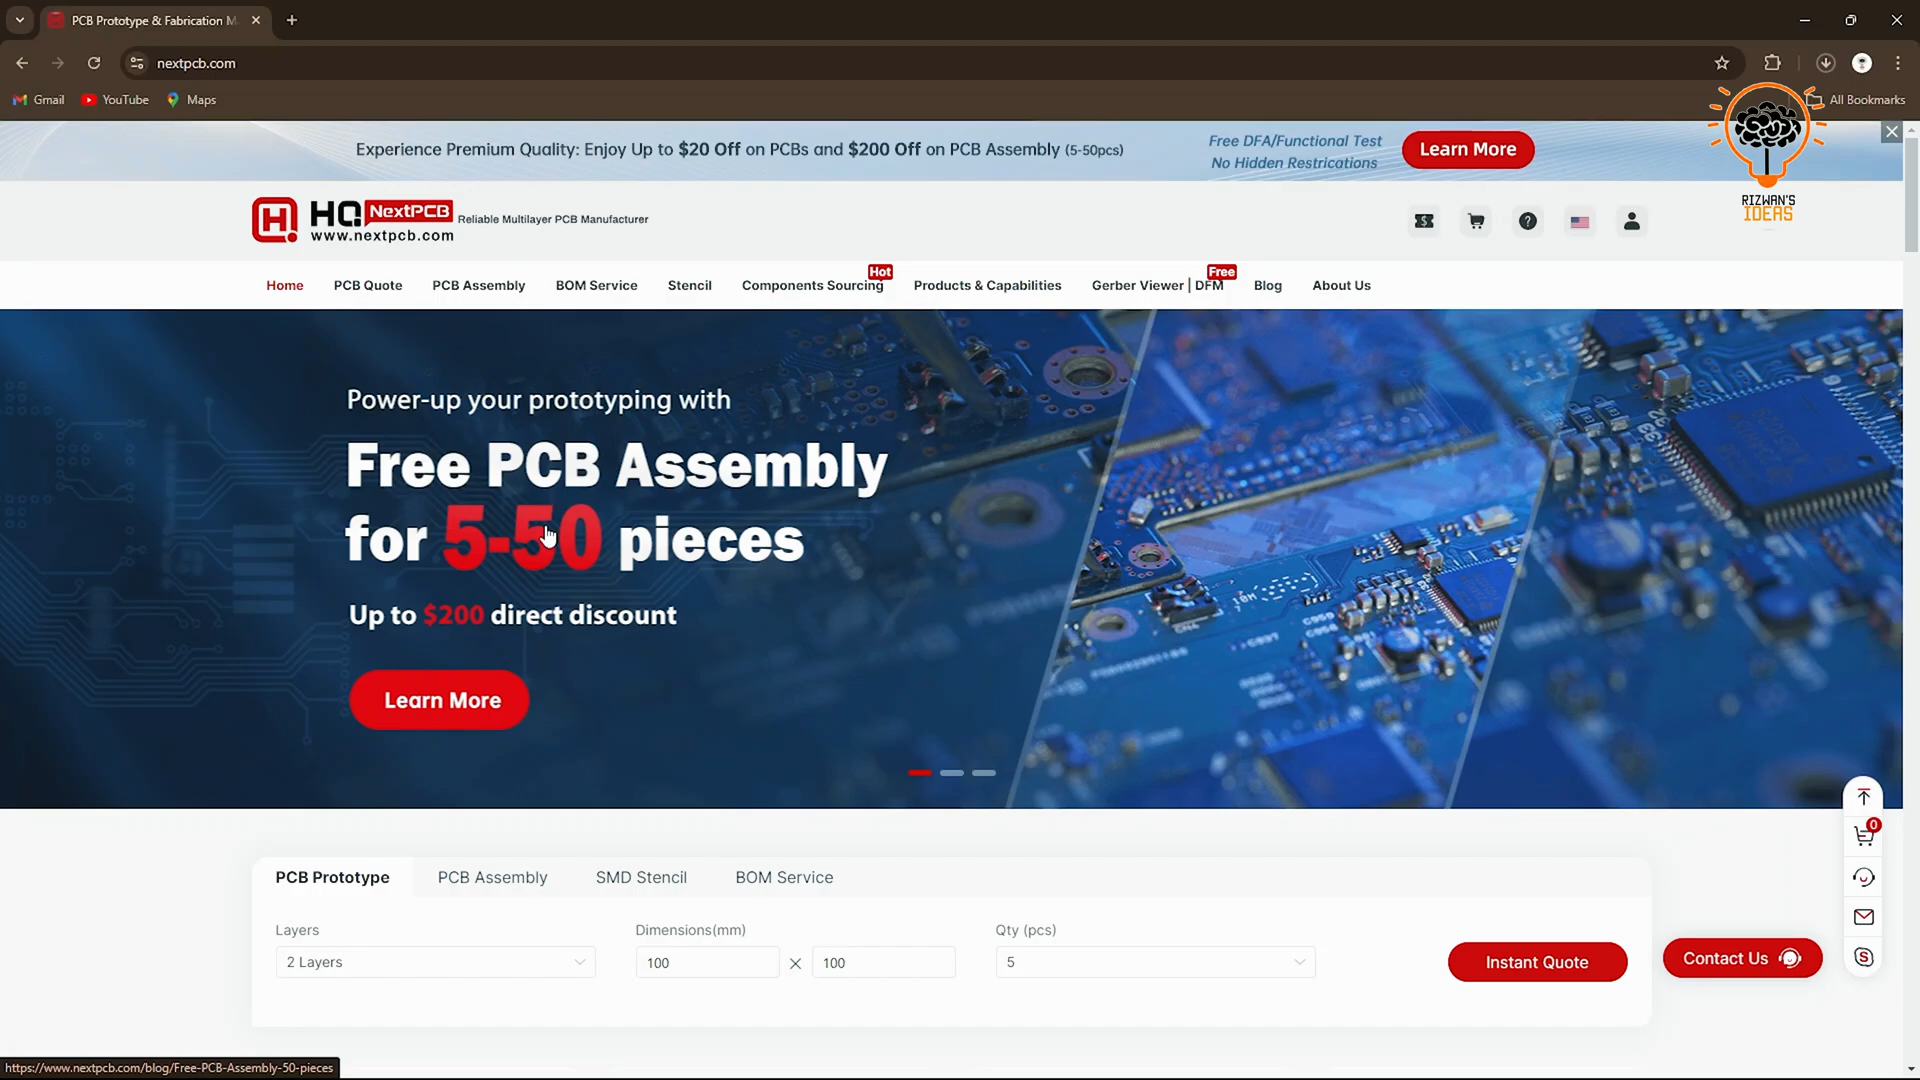 PCB Prototype & Fabrication M
nextpcb.com
Gmail
YouTube
Maps
All Bookmarks
Experience Premium Quality: Enjoy Up to $20 Off on PCBs and $200 Off on PCB Assembly (5-50pcs)
Free DFA/Functional Test
No Hidden Restrications
Learn More
RIZWAN'S
IDEAS
HQ NextPCB
www.nextpcb.com
Reliable Multilayer PCB Manufacturer
Home
PCB Quote
PCB Assembly
BOM Service
Stencil
Components Sourcing
Hot
Products & Capabilities
Gerber Viewer | DFM
Free
Blog
About Us
Power-up your prototyping with
Free PCB Assembly
for 5-50 pieces
Up to $200 direct discount
Learn More
0
PCB Prototype
PCB Assembly
SMD Stencil
BOM Service
Layers
Dimensions(mm)
Qty (pcs)
2 Layers
100
100
5
Instant Quote
Contact Us
https://www.nextpcb.com/blog/Free-PCB-Assembly-50-pieces